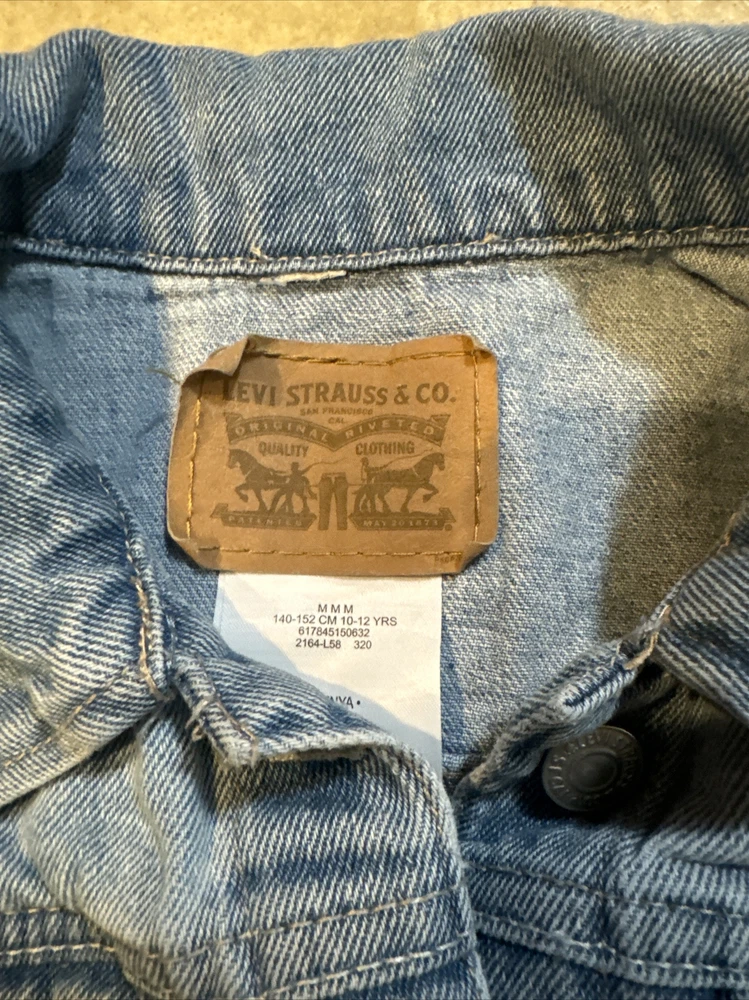 LEVI STRAUSS & CO.
SAN FRANCISCO
CAL
ORIGINAL RIVETED
QUALITY CLOTHING
PATENTED MAY 20 1873
M M M
140-152 CM 10-12 YRS
617845150632
2164-L58 320